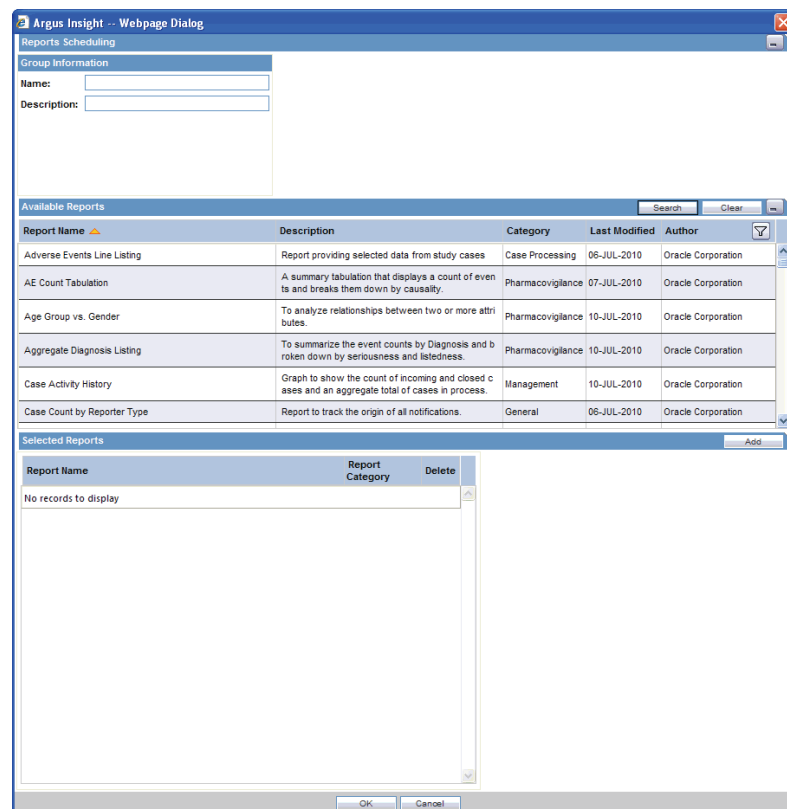 Argus Insight -- Webpage Dialog
Reports Scheduling
Group Information
Name:
Description:
Available Reports
Search
Clear
Report Name
Description
Category
Last Modified
Author
Adverse Events Line Listing
Report providing selected data from study cases
Case Processing
06-JUL-2010
Oracle Corporation
AE Count Tabulation
A summary tabulation that displays a count of even
ts and breaks them down by causality.
Pharmacovigilance
07-JUL-2010
Oracle Corporation
Age Group vs. Gender
To analyze relationships between two or more attri
butes.
Pharmacovigilance
10-JUL-2010
Oracle Corporation
Aggregate Diagnosis Listing
To summarize the event counts by Diagnosis and b
roken down by seriousness and listedness.
Pharmacovigilance
10-JUL-2010
Oracle Corporation
Case Activity History
Graph to show the count of incoming and closed c
ases and an aggregate total of cases in process.
Management
10-JUL-2010
Oracle Corporation
Case Count by Reporter Type
Report to track the origin of all notifications.
General
06-JUL-2010
Oracle Corporation
Selected Reports
Add
Report Name
Report
Category
Delete
No records to display
OK
Cancel